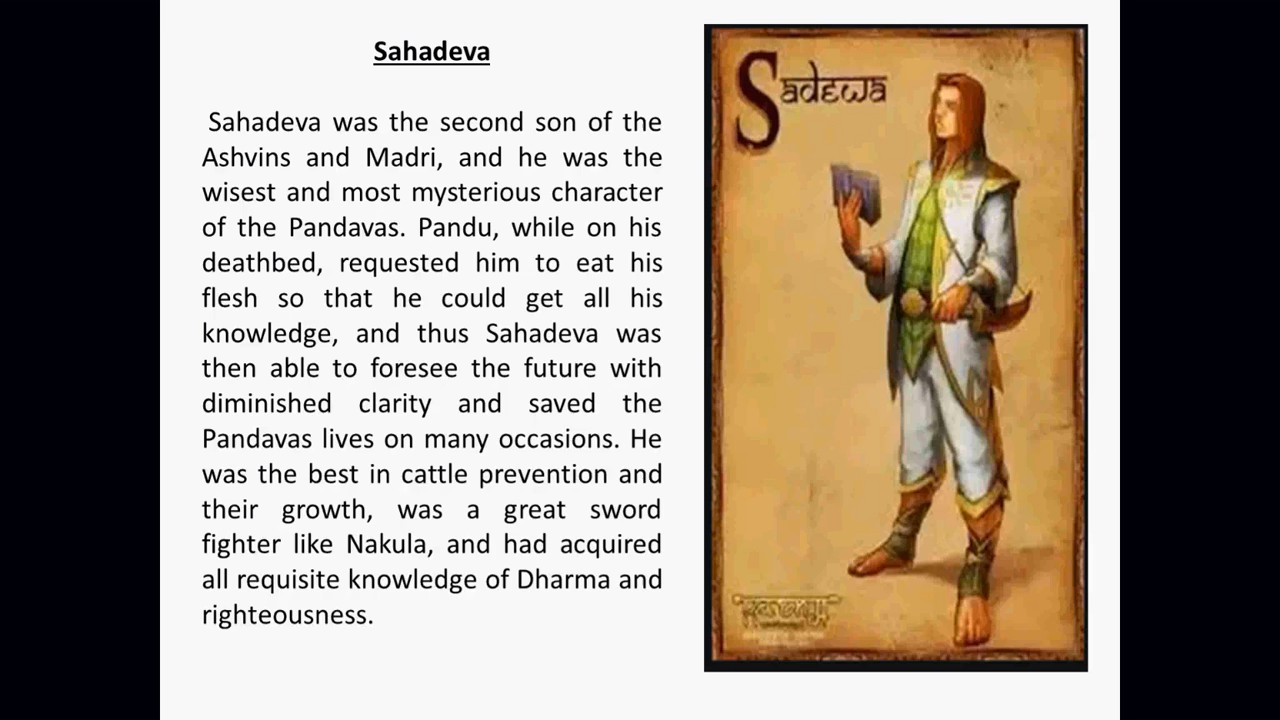 Sahadeva
Sahadeva was the second son of the
Ashvins and Madri, and he was the
wisest and most mysterious character
of the Pandavas. Pandu, while on his
deathbed, requested him to eat his
flesh so that he could get all his
knowledge, and thus Sahadeva was
then able to foresee the future with
diminished clarity and saved the
Pandavas lives on many occasions. He
was the best in cattle prevention and
their growth, was a great sword
fighter like Nakula, and had acquired
all requisite knowledge of Dharma and
righteousness.
Sadewa